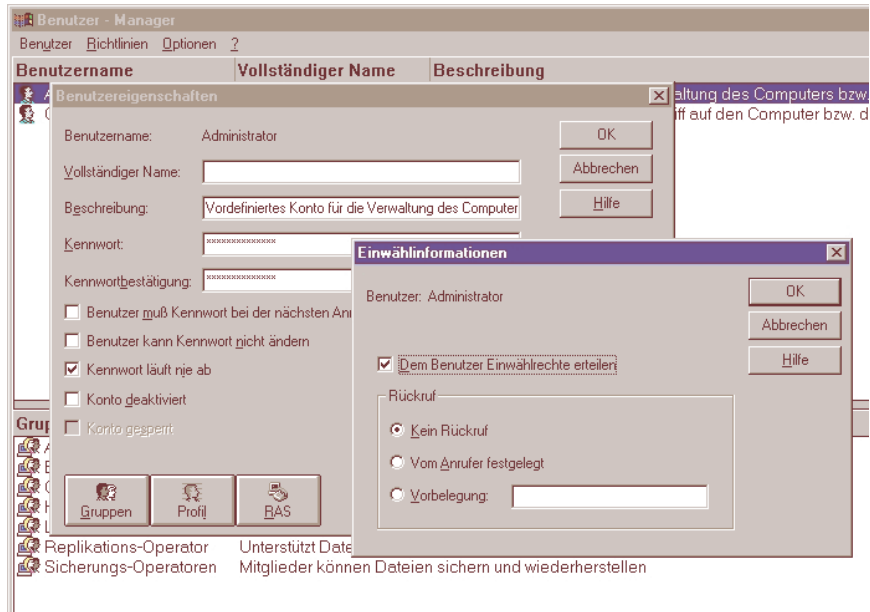 Benutzer - Manager
Benutzer Richtlinien Optionen ?
Benutzername Vollständiger Name Beschreibung
altung des Computers bzw.
iff auf den Computer bzw. d
Benutzereigenschaften
Benutzername: Administrator
OK
Vollständiger Name:
Abbrechen
Beschreibung: Vordefiniertes Konto für die Verwaltung des Computer
Hilfe
Kennwort: **************
Kennwortbestätigung: **************
Benutzer muß Kennwort bei der nächsten Anr
Benutzer kann Kennwort nicht ändern
Kennwort läuft nie ab
Konto deaktiviert
Konto gesperrt
Gruppen Profil RAS
Einwählinformationen
Benutzer: Administrator
OK
Abbrechen
Hilfe
Dem Benutzer Einwählrechte erteilen
Rückruf
Kein Rückruf
Vom Anrufer festgelegt
Vorbelegung:
Grup
Replikations-Operator Unterstützt Date
Sicherungs-Operatoren Mitglieder können Dateien sichern und wiederherstellen